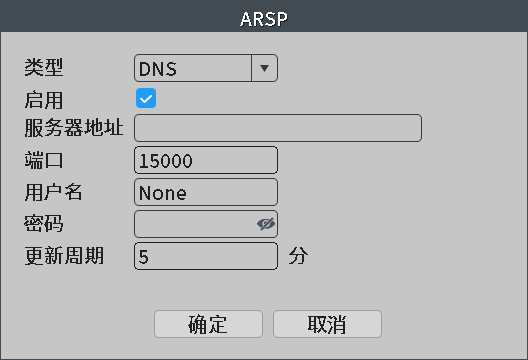 ARSP
类型 DNS
启用
服务器地址
端口 15000
用户名 None
密码
更新周期 5 分
确定 取消